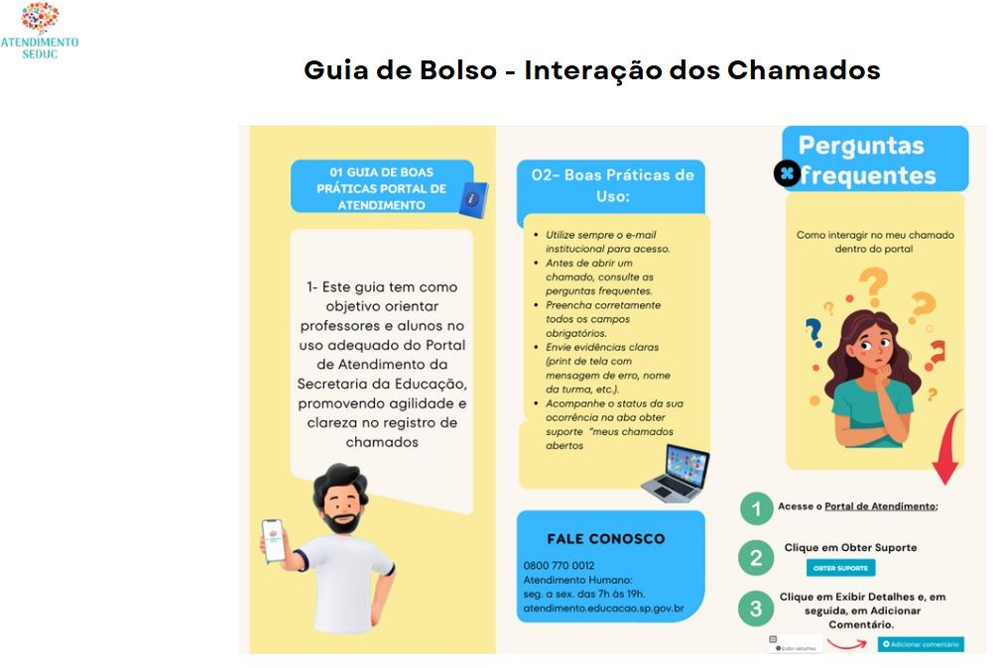 ATENDIMENTO
SEDUC
Guia de Bolso - Interação dos Chamados
01 GUIA DE BOAS
PRÁTICAS PORTAL DE
ATENDIMENTO
1- Este guia tem como
objetivo orientar
professores e alunos no
uso adequado do Portal
de Atendimento da
Secretaria da Educação,
promovendo agilidade e
clareza no registro de
chamados
02- Boas Práticas de
Uso:
• Utilize sempre o e-mail
institucional para acesso.
• Antes de abrir um
chamado, consulte as
perguntas frequentes.
• Preencha corretamente
todos os campos
obrigatórios.
• Envie evidências claras
(print de tela com
mensagem de erro, nome
da turma, etc.).
• Acompanhe o status da sua
ocorrência na aba obter
suporte "meus chamados
abertos
FALE CONOSCO
0800 770 0012
Atendimento Humano:
seg. a sex. das 7h às 19h.
atendimento.educacao.sp.gov.br
Perguntas
frequentes
Como interagir no meu chamado
dentro do portal
1 Acesse o Portal de Atendimento;
2 Clique em Obter Suporte
OBTER SUPORTE
3 Clique em Exibir Detalhes e, em
seguida, em Adicionar
Comentário.
Exibir detalhes
Adicionar comentário